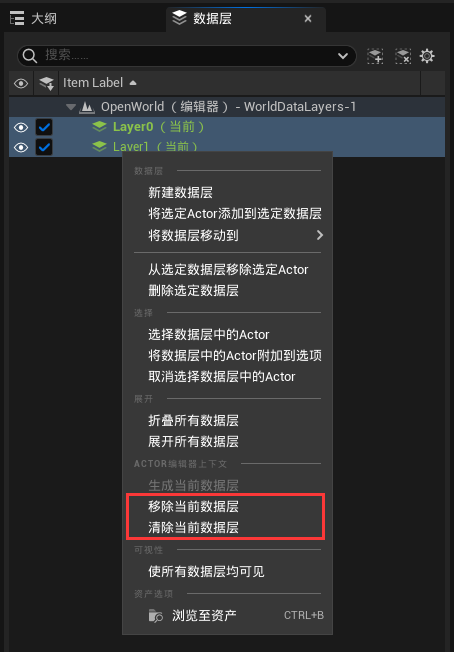 大纲
数据层
搜索……
Item Label
OpenWorld（编辑器）- WorldDataLayers-1
Layer0（当前）
Layer1（当前）
数据层
新建数据层
将选定Actor添加到选定数据层
将数据层移动到
从选定数据层移除选定Actor
删除选定数据层
选择
选择数据层中的Actor
将数据层中的Actor附加到选项
取消选择数据层中的Actor
展开
折叠所有数据层
展开所有数据层
ACTOR编辑器上下文
生成当前数据层
移除当前数据层
清除当前数据层
可视性
使所有数据层均可见
资产选项
浏览至资产 CTRL+B